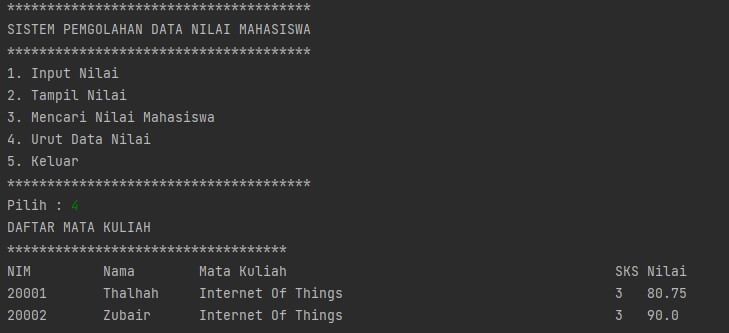 **************************************
SISTEM PEMGOLAHAN DATA NILAI MAHASISWA
**************************************
1. Input Nilai
2. Tampil Nilai
3. Mencari Nilai Mahasiswa
4. Urut Data Nilai
5. Keluar
**************************************
Pilih : 4
DAFTAR MATA KULIAH
***********************************
NIM         Nama        Mata Kuliah                                         SKS Nilai
20001       Thalhah     Internet Of Things                                  3   80.75
20002       Zubair      Internet Of Things                                  3   90.0